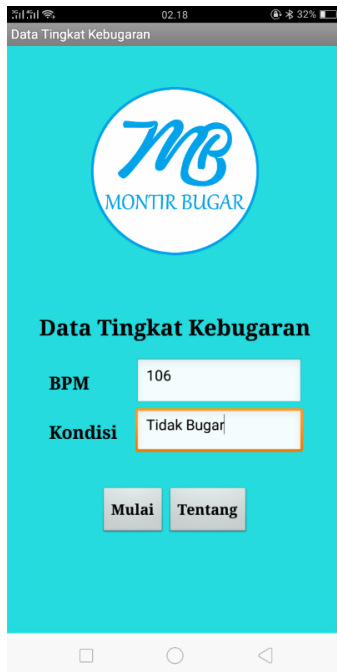 02.18
32%
Data Tingkat Kebugaran
MB
MONTIR BUGAR
Data Tingkat Kebugaran
BPM 106
Kondisi Tidak Bugar
Mulai Tentang